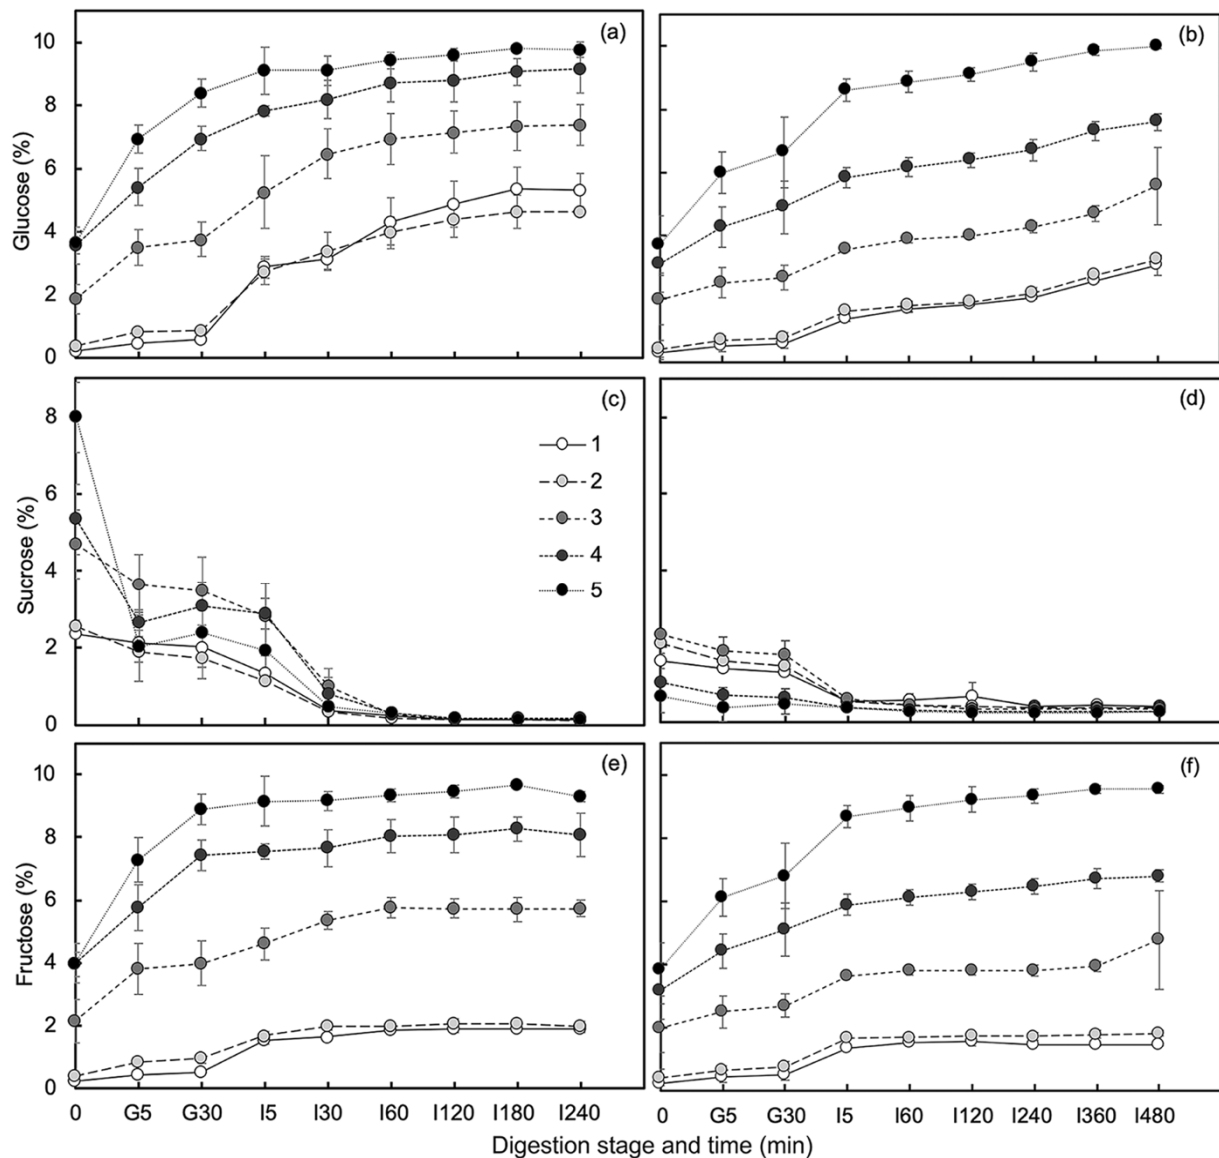 (a)
(b)
10
8
6
4
2
0
Glucose (%)
(c)
(d)
8
6
4
2
0
Sucrose (%)
1
2
3
4
5
(e)
(f)
10
8
6
4
2
0
Fructose (%)
0 G5 G30 I5 I30 I60 I120 I180 I240
0 G5 G30 I5 I60 I120 I240 I360 I480
Digestion stage and time (min)